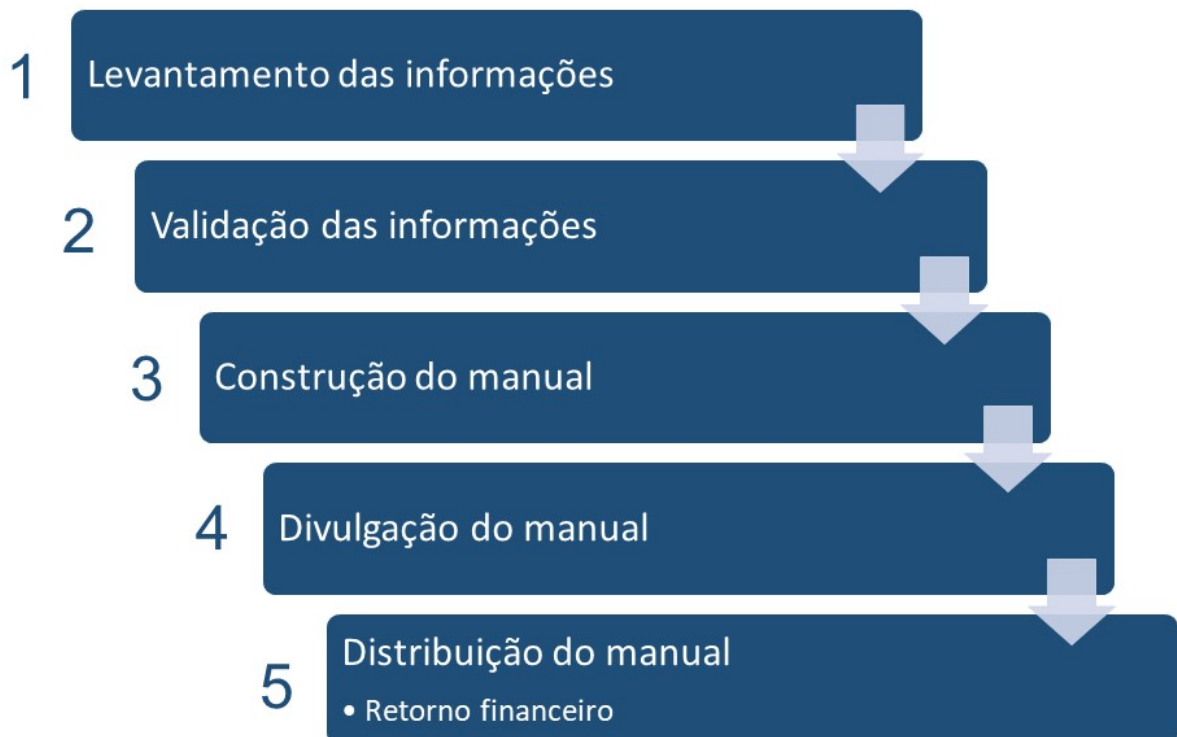 1
Levantamento das informações
2
Validação das informações
3
Construção do manual
4
Divulgação do manual
5
Distribuição do manual
• Retorno financeiro